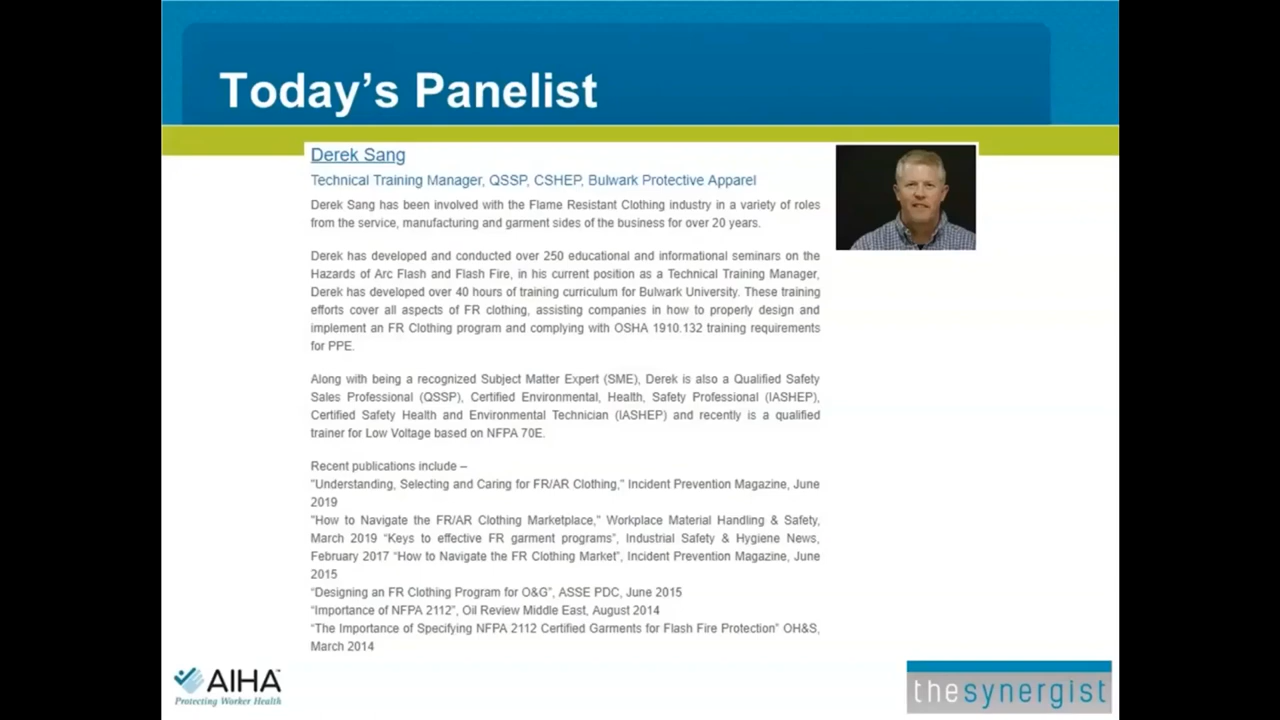 Today's Panelist
Derek Sang
Technical Training Manager, QSSP, CSHEP, Bulwark Protective Apparel
Derek Sang has been involved with the Flame Resistant Clothing industry in a variety of roles
from the service, manufacturing and garment sides of the business for over 20 years.
Derek has developed and conducted over 250 educational and informational seminars on the
Hazards of Arc Flash and Flash Fire, in his current position as a Technical Training Manager,
Derek has developed over 40 hours of training curriculum for Bulwark University. These training
efforts cover all aspects of FR clothing, assisting companies in how to properly design and
implement an FR Clothing program and complying with OSHA 1910.132 training requirements
for PPE.
Along with being a recognized Subject Matter Expert (SME), Derek is also a Qualified Safety
Sales Professional (QSSP), Certified Environmental, Health, Safety Professional (IASHEP),
Certified Safety Health and Environmental Technician (IASHEP) and recently is a qualified
trainer for Low Voltage based on NFPA 70E.
Recent publications include –
"Understanding, Selecting and Caring for FR/AR Clothing," Incident Prevention Magazine, June
2019
"How to Navigate the FR/AR Clothing Marketplace," Workplace Material Handling & Safety,
March 2019 “Keys to effective FR garment programs”, Industrial Safety & Hygiene News,
February 2017 “How to Navigate the FR Clothing Market”, Incident Prevention Magazine, June
2015
“Designing an FR Clothing Program for O&G”, ASSE PDC, June 2015
“Importance of NFPA 2112”, Oil Review Middle East, August 2014
“The Importance of Specifying NFPA 2112 Certified Garments for Flash Fire Protection” OH&S,
March 2014
AIHA™
Protecting Worker Health
thesynergist